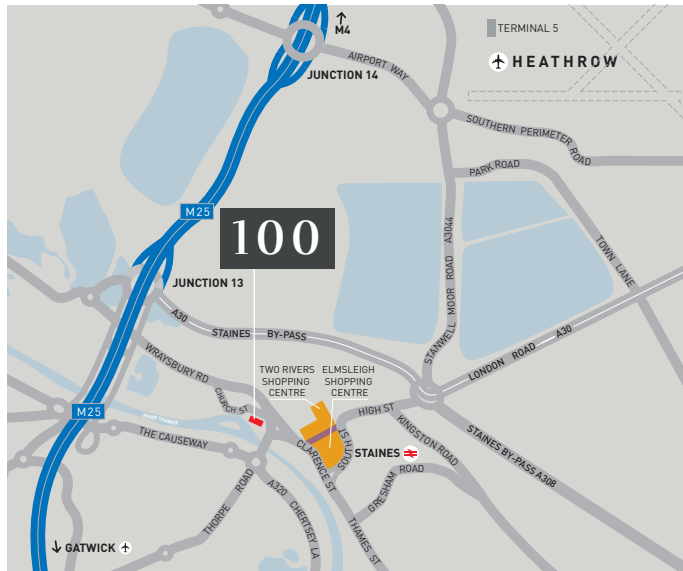 M4
JUNCTION 14
AIRPORT WAY
TERMINAL 5
HEATHROW
SOUTHERN PERIMETER ROAD
PARK ROAD
TOWN LANE
M25
100
JUNCTION 13
STANWELL MOOR ROAD A3044
A30
STAINES BY-PASS
LONDON ROAD A30
WRAYSBURY RD
TWO RIVERS
SHOPPING
CENTRE
ELMSLEIGH
SHOPPING
CENTRE
CHURCH ST
M25
RIVER THAMES
HIGH ST
KINGSTON ROAD
STAINES BY-PASS A308
THE CAUSEWAY
SOUTH ST
STAINES
CLARENCE ST
GRESHAM ROAD
THORPE ROAD
A320
CHERTSEY LA
THAMES ST
GATWICK